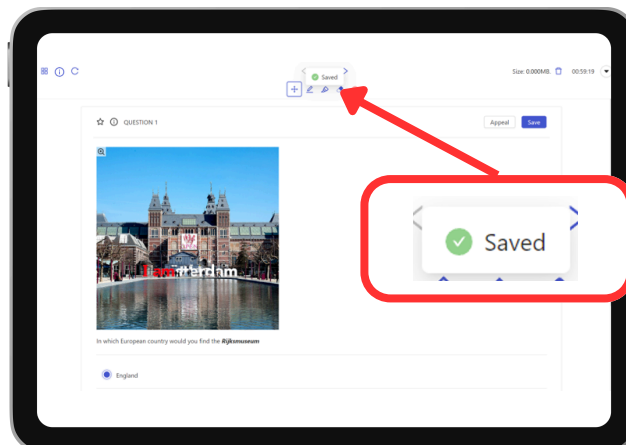 Saved
Size: 0.000MB
00:59:19
QUESTION 1
Appeal
Save
I amsterdam
In which European country would you find the Rijksmuseum
England
Saved